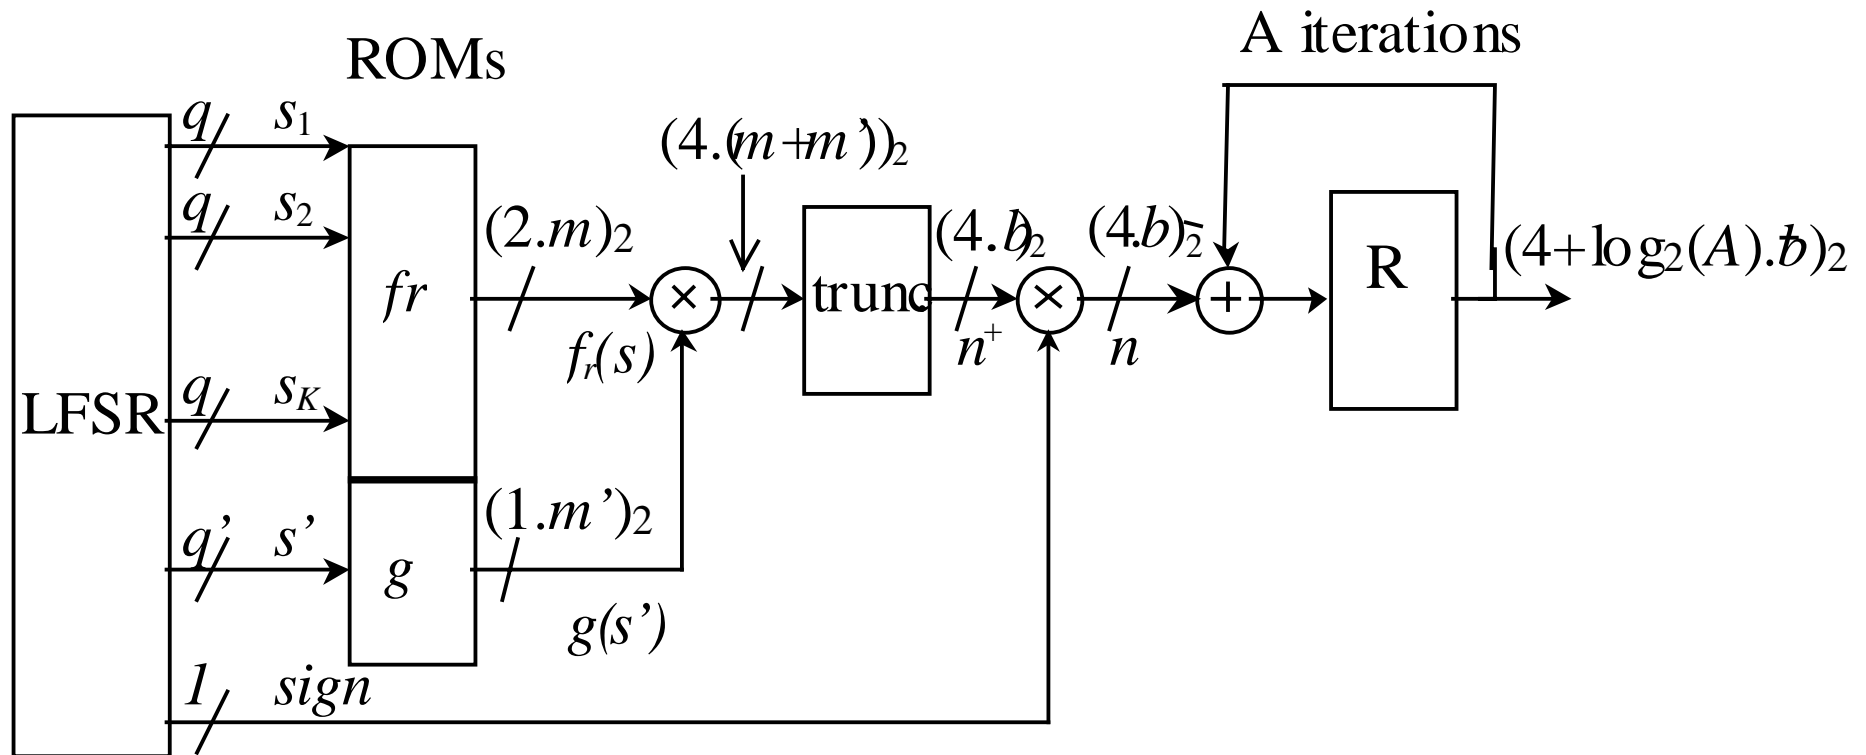 A iterations
ROMs
q s1
(4.(m+m’))2
q s2
(2.m)2
(4.b)2
(4.b)2
(4+log2(A).b)2
fr
trunc
R
fr(s)
n+
n
q sK
LFSR
(1.m’)2
q’ s’
g
g(s’)
1 sign